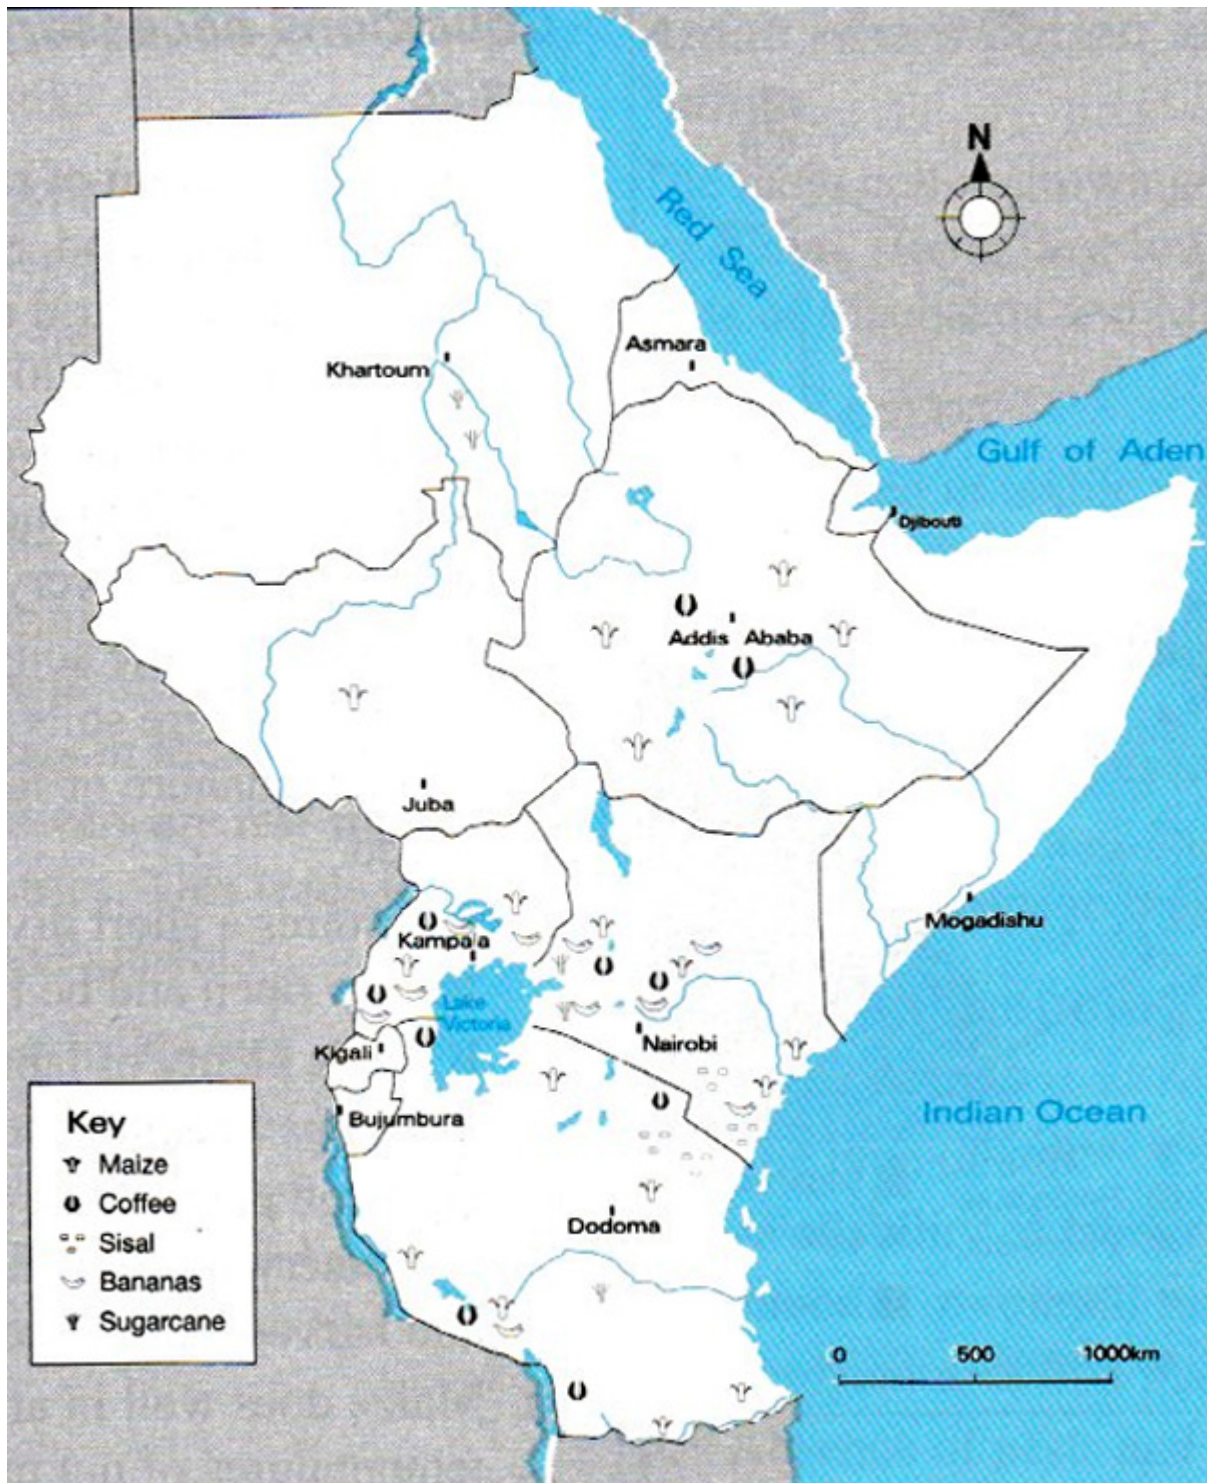 N
Red Sea
Asmara
Khartoum
Gulf of Aden
Djibouti
Addis Ababa
Juba
Mogadishu
Kampala
Lake
Victoria
Nairobi
Kigali
Bujumbura
Indian Ocean
Dodoma
Key
Maize
Coffee
Sisal
Bananas
Sugarcane
0 500 1000km